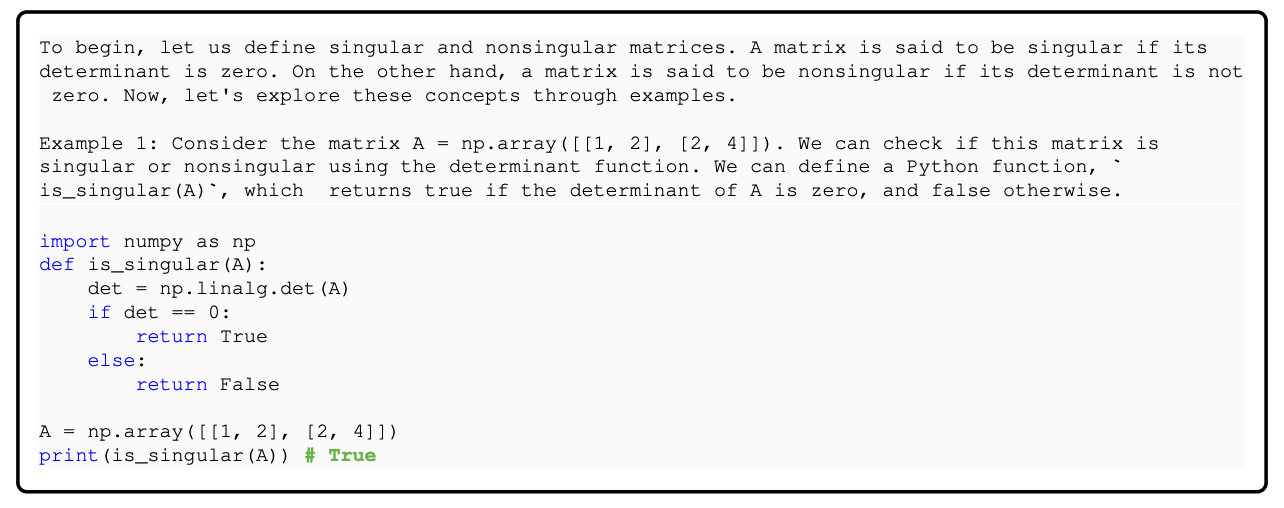 To begin, let us define singular and nonsingular matrices. A matrix is said to be singular if its
determinant is zero. On the other hand, a matrix is said to be nonsingular if its determinant is not
zero. Now, let's explore these concepts through examples.

Example 1: Consider the matrix A = np.array([[1, 2], [2, 4]]). We can check if this matrix is
singular or nonsingular using the determinant function. We can define a Python function, `
is_singular(A)`, which  returns true if the determinant of A is zero, and false otherwise.

import numpy as np
def is_singular(A):
    det = np.linalg.det(A)
    if det == 0:
        return True
    else:
        return False

A = np.array([[1, 2], [2, 4]])
print(is_singular(A)) # True